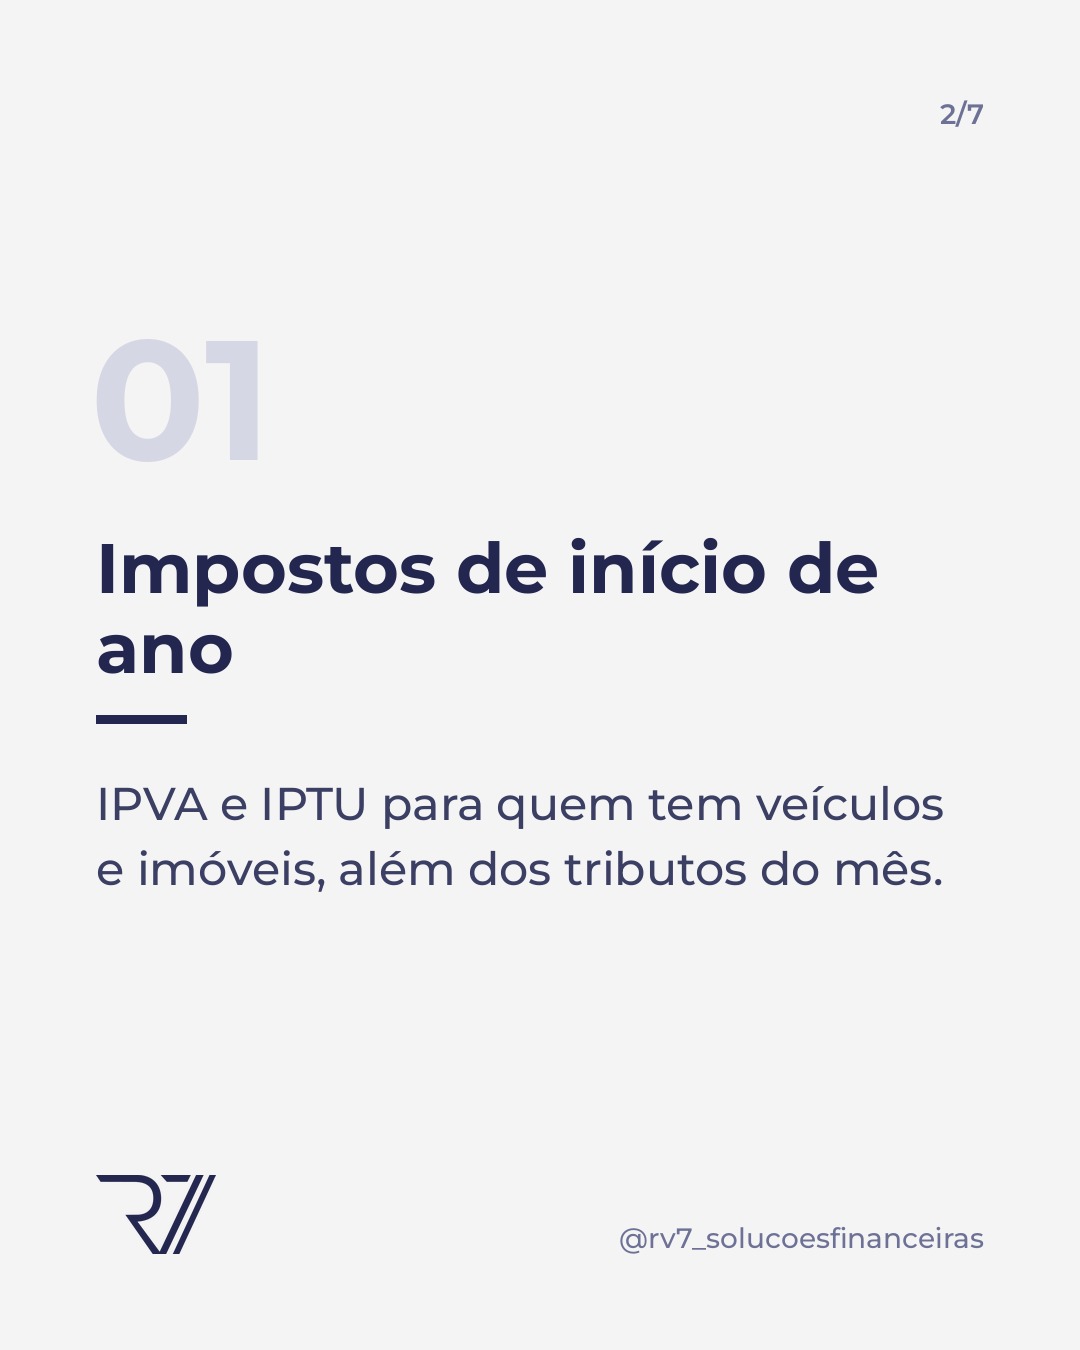 2/7
01
Impostos de início de
ano
IPVA e IPTU para quem tem veículos
e imóveis, além dos tributos do mês.
R7
@rv7_solucoesfinanceiras